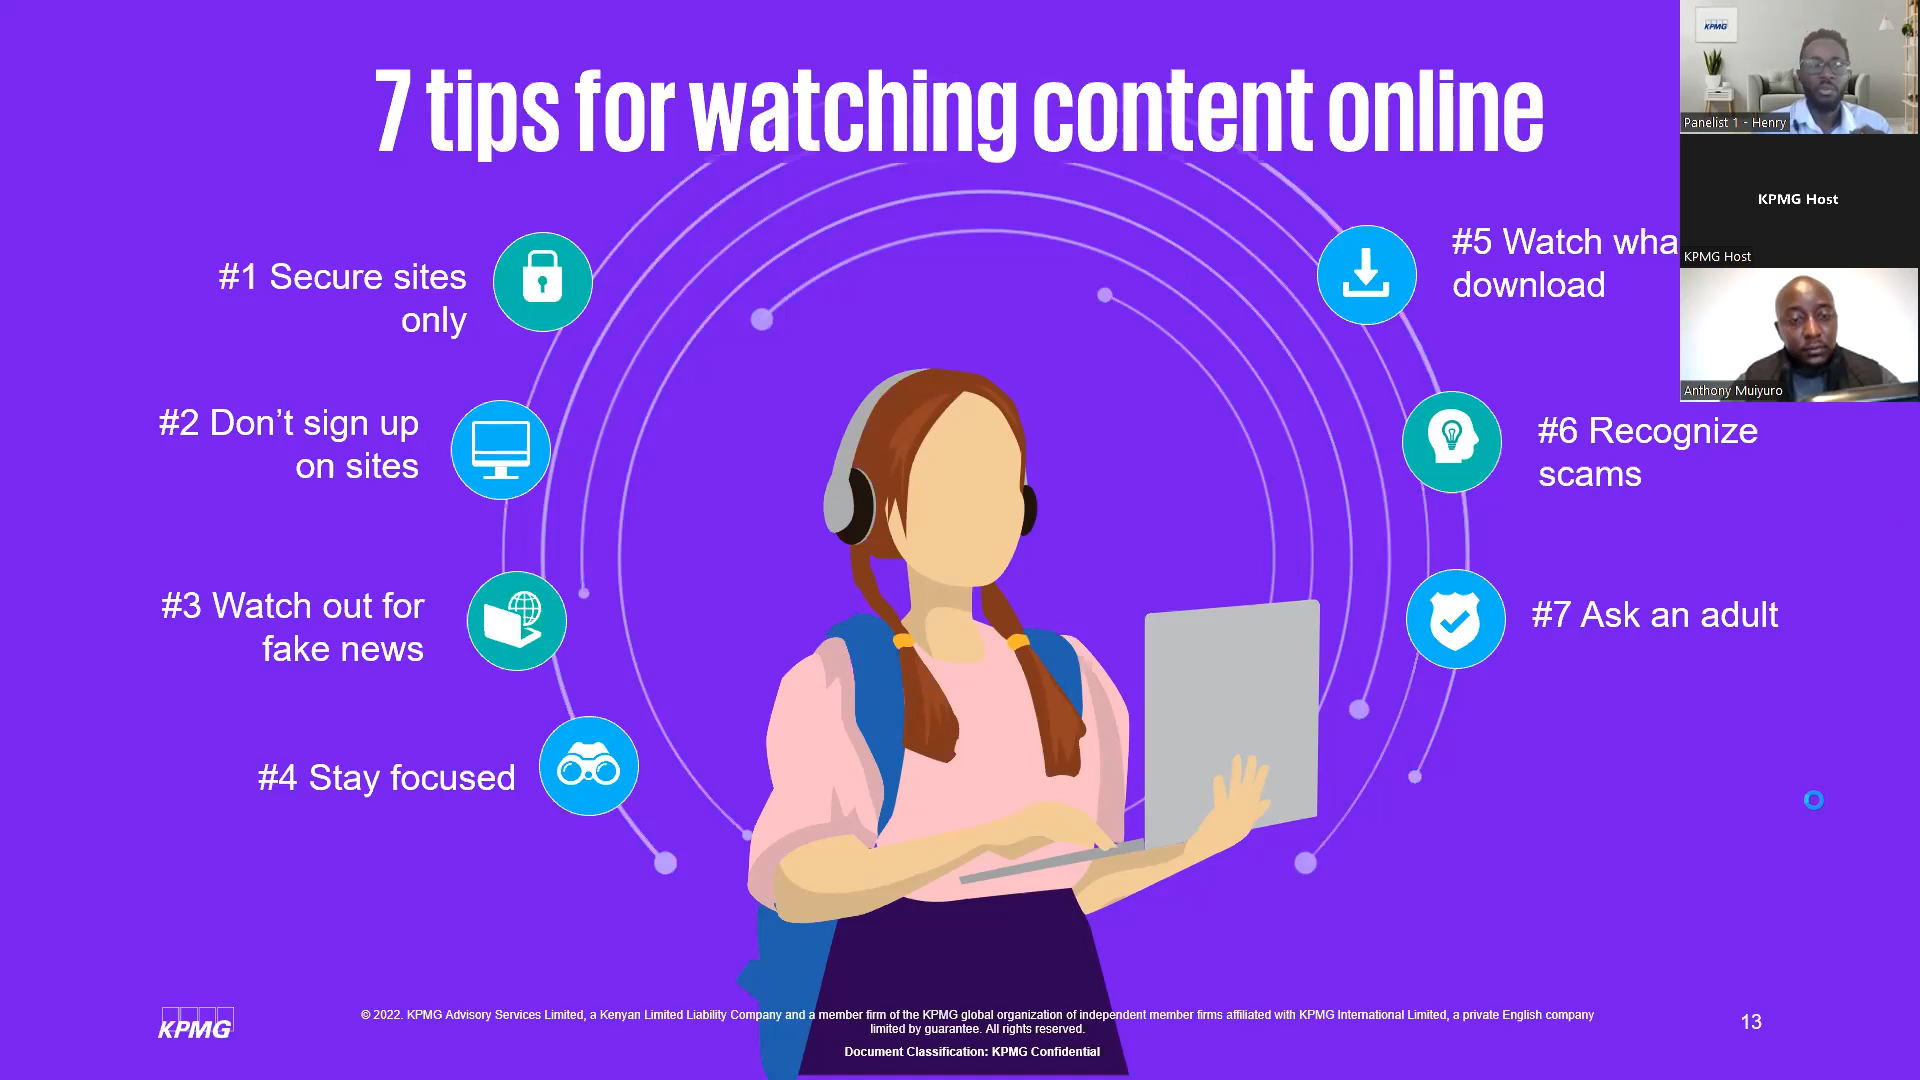 7 tips for watching content online
#1 Secure sites
only
#2 Don't sign up
on sites
#3 Watch out for
fake news
#4 Stay focused
#5 Watch wha
download
#6 Recognize
scams
#7 Ask an adult
KPMG
Panelist 1 - Henry
KPMG Host
KPMG Host
Anthony Muiyuro
KPMG
© 2022. KPMG Advisory Services Limited, a Kenyan Limited Liability Company and a member firm of the KPMG global organization of independent member firms affiliated with KPMG International Limited, a private English company
limited by guarantee. All rights reserved.
Document Classification: KPMG Confidential
13